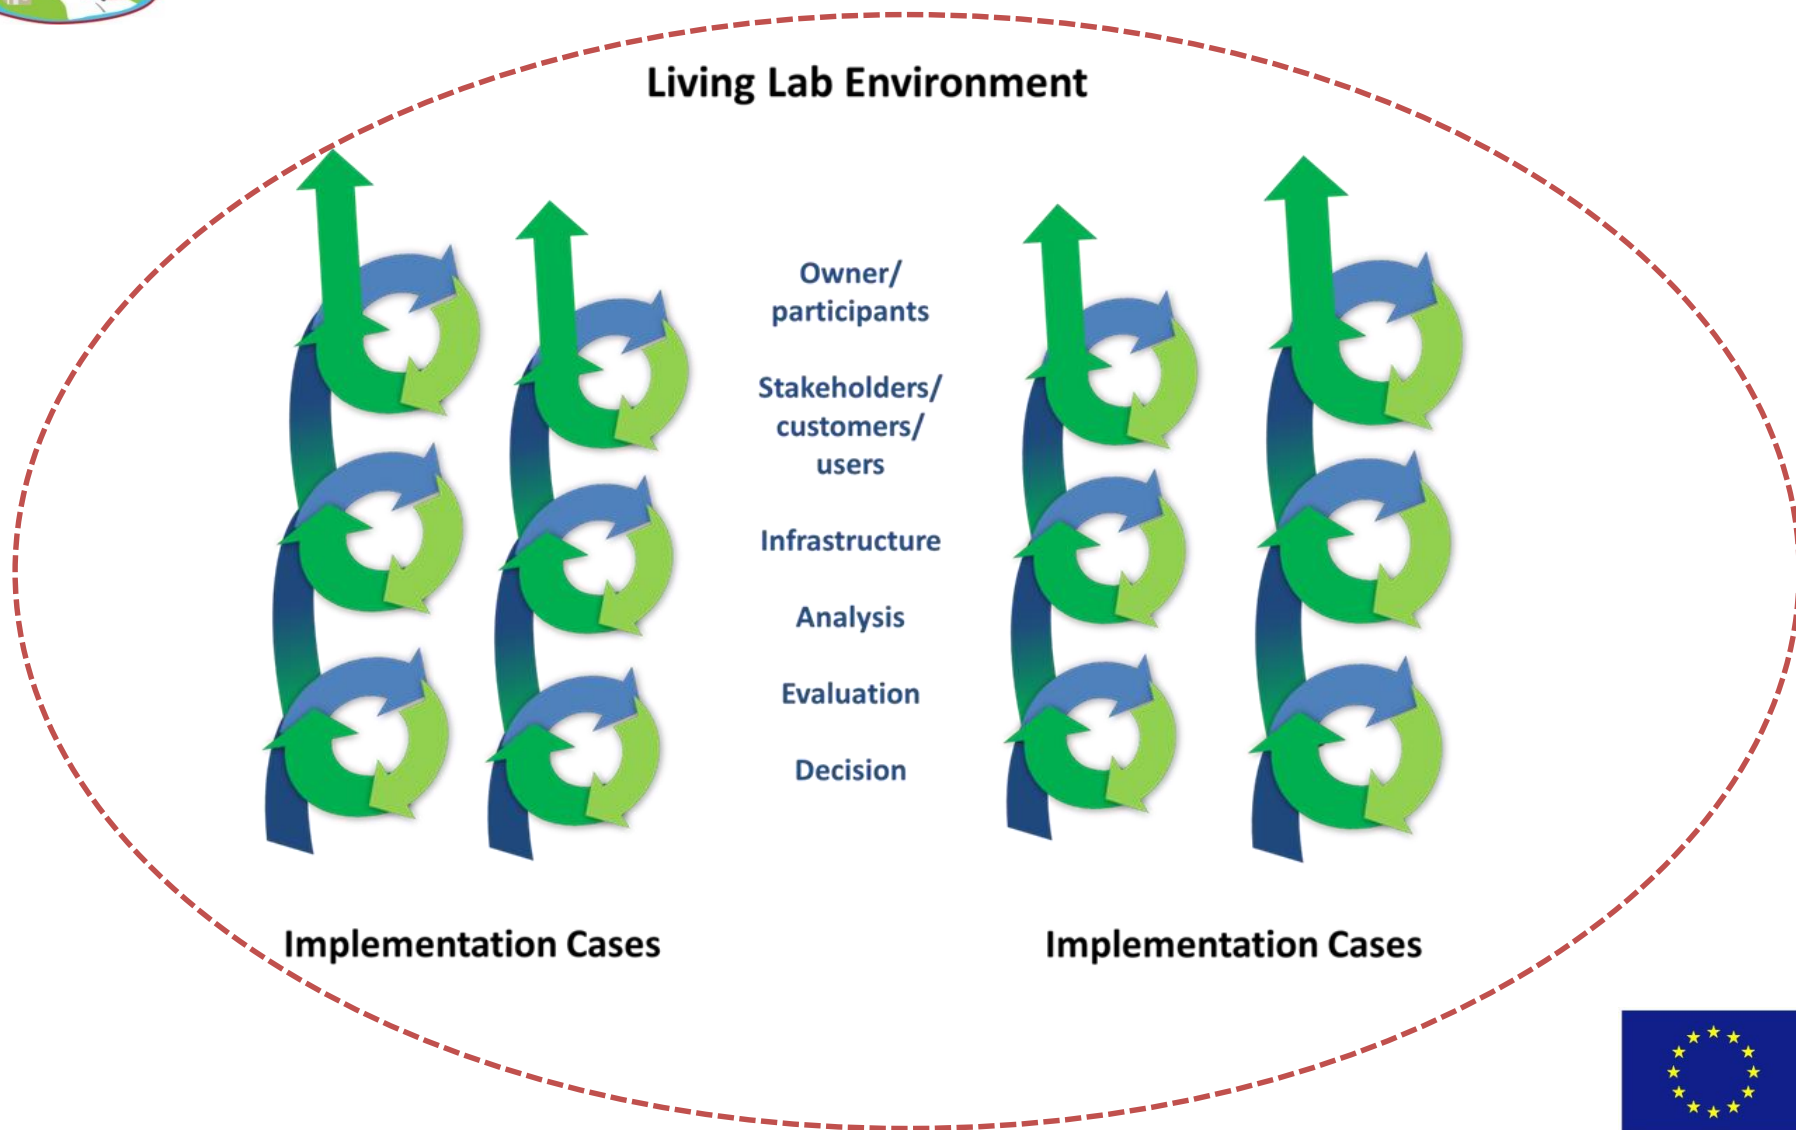 Living Lab Environment
Owner/
participants
Stakeholders/
customers/
users
Infrastructure
Analysis
Evaluation
Decision
Implementation Cases
Implementation Cases